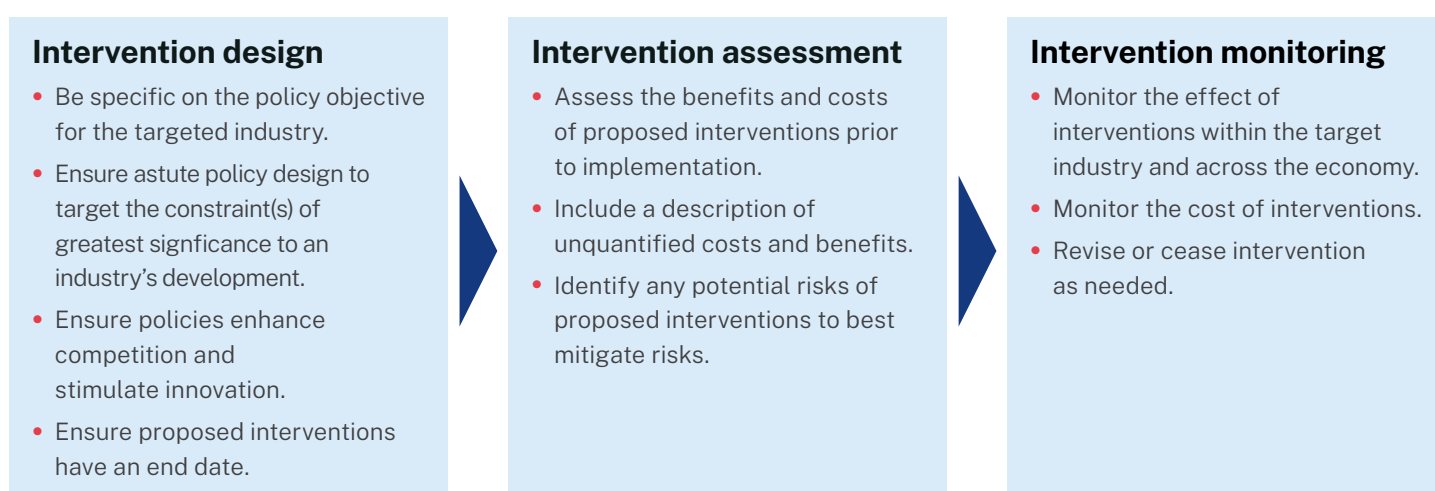 Intervention design
• Be specific on the policy objective
for the targeted industry.
• Ensure astute policy design to
target the constraint(s) of
greatest signficance to an
industry’s development.
• Ensure policies enhance
competition and
stimulate innovation.
• Ensure proposed interventions
have an end date.
Intervention assessment
• Assess the benefits and costs
of proposed interventions prior
to implementation.
• Include a description of
unquantified costs and benefits.
• Identify any potential risks of
proposed interventions to best
mitigate risks.
Intervention monitoring
• Monitor the effect of
interventions within the target
industry and across the economy.
• Monitor the cost of interventions.
• Revise or cease intervention
as needed.